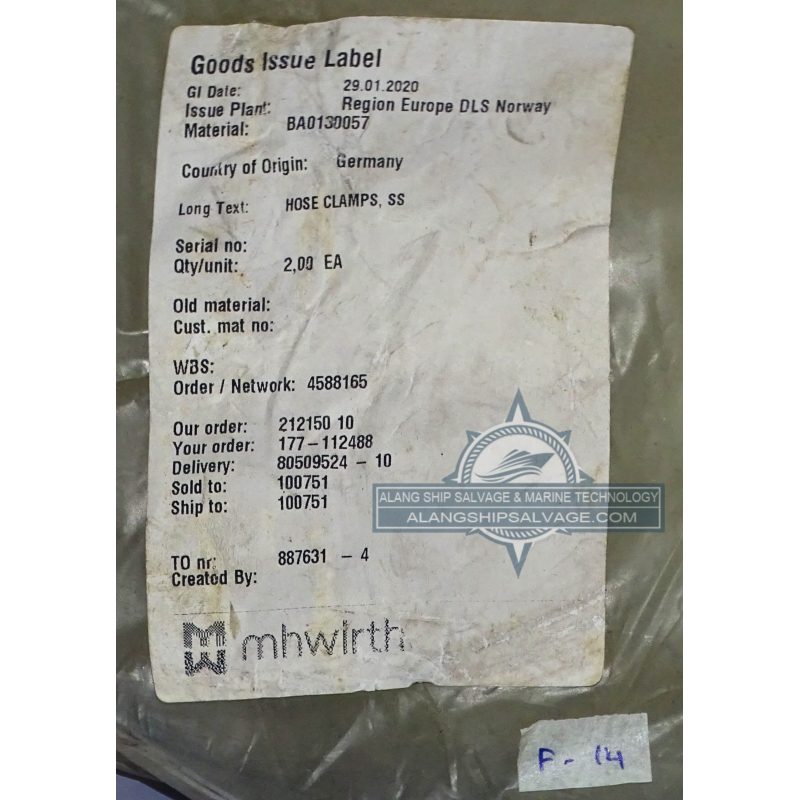 Goods Issue Label
GI Date: 29.01.2020
Issue Plant: Region Europe DLS Norway
Material: BA0130057
Country of Origin: Germany
Long Text: HOSE CLAMPS, SS
Serial no:
Qty/unit: 2,00 EA
Old material:
Cust. mat no:
WBS:
Order / Network: 4588165
Our order: 212150 10
Your order: 177-112488
Delivery: 80509524 - 10
Sold to: 100751
Ship to: 100751
TO nr: 887631 - 4
Created By:
mhwirth
ALANG SHIP SALVAGE & MARINE TECHNOLOGY
ALANGSHIPSALVAGE.COM
F-14